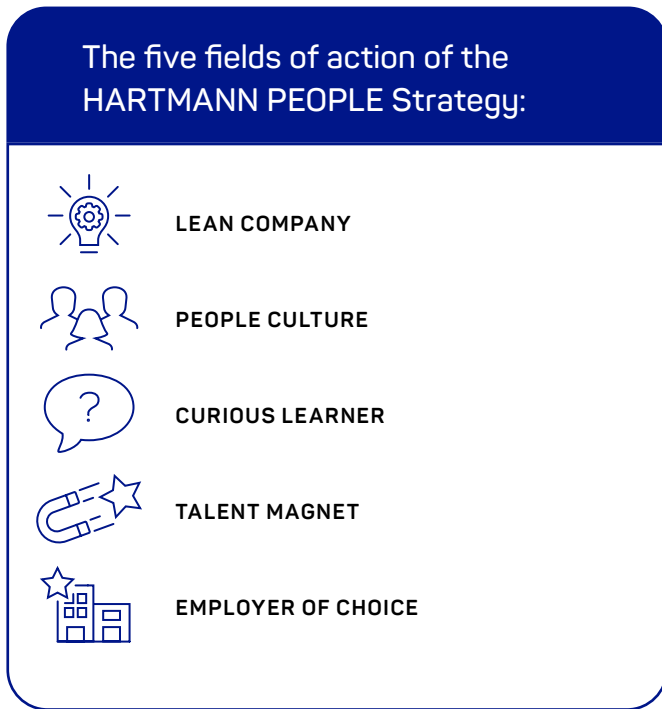 The five fields of action of the
HARTMANN PEOPLE Strategy:
LEAN COMPANY
PEOPLE CULTURE
?
CURIOUS LEARNER
TALENT MAGNET
EMPLOYER OF CHOICE